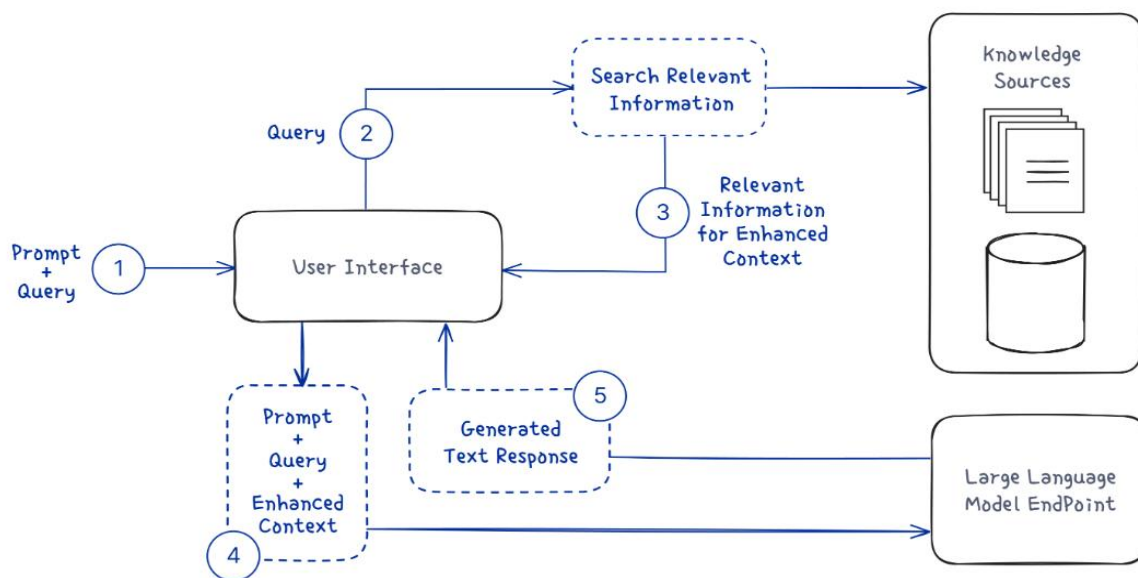 Knowledge
Sources
Search Relevant
Information
Query
2
3
Relevant
Information
for Enhanced
Context
Prompt
+
Query
1
User Interface
Prompt
+
Query
+
Enhanced
Context
4
5
Generated
Text Response
Large Language
Model EndPoint